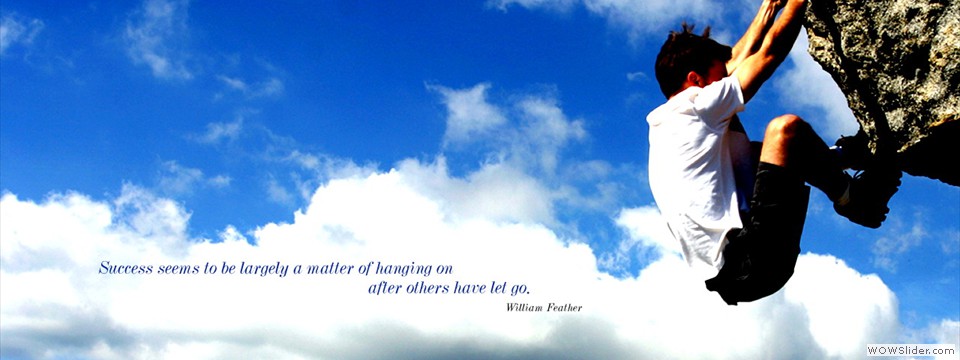 Success seems to be largely a matter of hanging on
after others have let go.
William Feather
WOWSlider.com